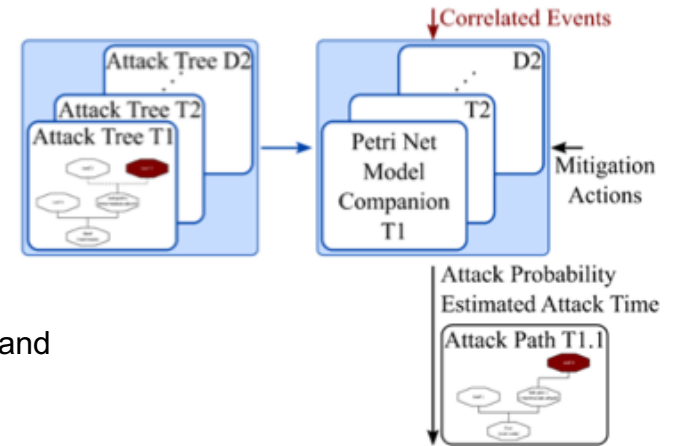 Correlated Events
Attack Tree D2
Attack Tree T2
Attack Tree T1
D2
T2
Petri Net
Model
Companion
T1
Mitigation
Actions
Attack Probability
Estimated Attack Time
Attack Path T1.1
and